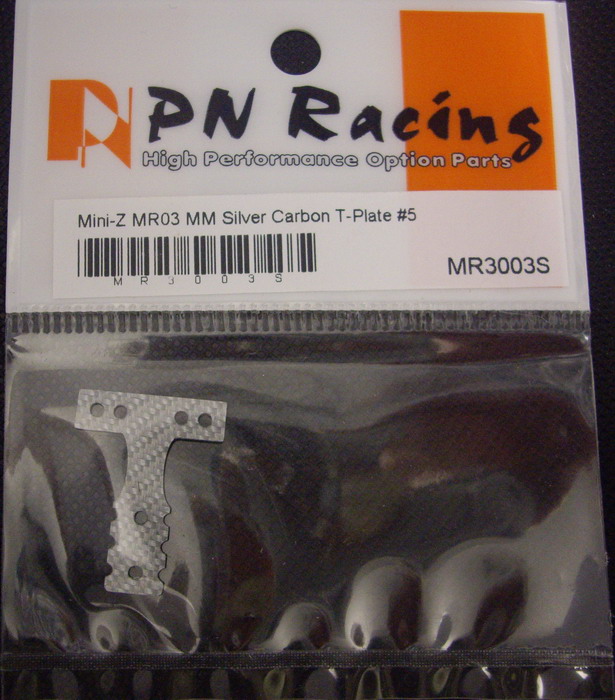 PN Racing
High Performance Option Parts
Mini-Z MR03 MM Silver Carbon T-Plate #5
MR3003S
MR3003S